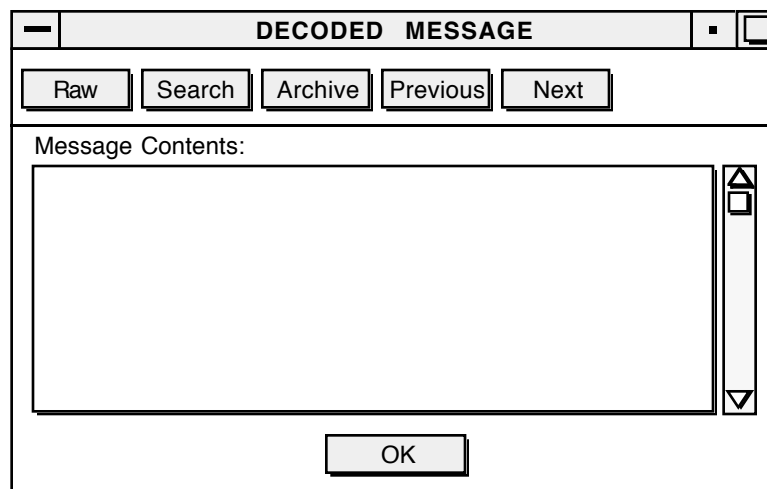 DECODED MESSAGE
Raw Search Archive Previous Next
Message Contents:
OK